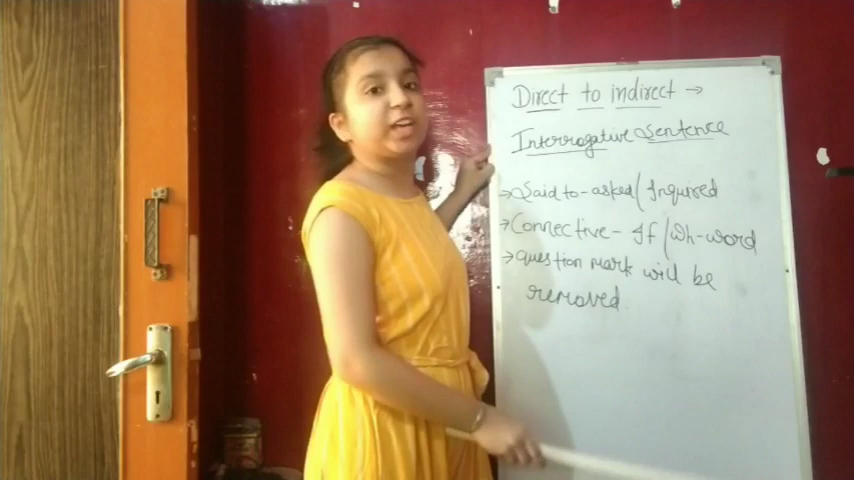 Direct to indirect →
Interrogative Sentence
→ Said to - asked / Inquired
→ Connective - If / Wh-word
→ question mark will be
removed.